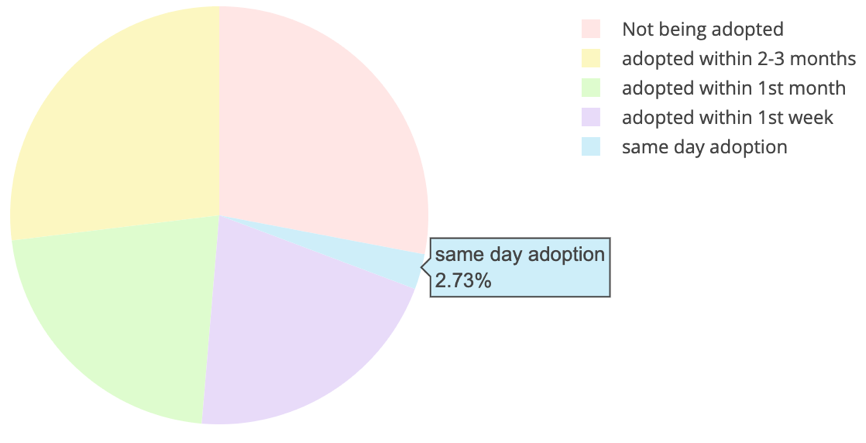 Not being adopted
adopted within 2-3 months
adopted within 1st month
adopted within 1st week
same day adoption
same day adoption
2.73%